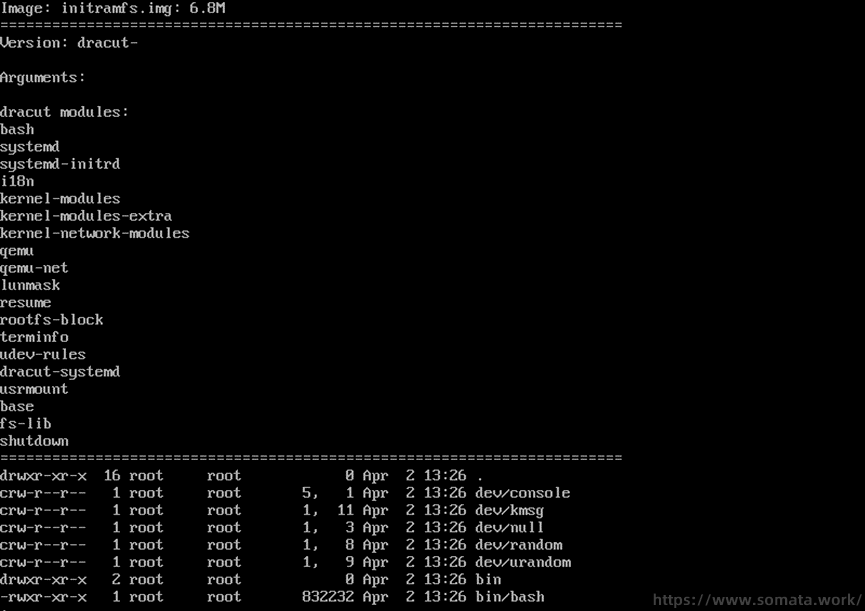 Image: initramfs.img: 6.8M
========================================================================
Version: dracut-
Arguments:
dracut modules:
bash
systemd
systemd-initrd
i18n
kernel-modules
kernel-modules-extra
kernel-network-modules
qemu
qemu-net
lunmask
resume
rootfs-block
terminfo
udev-rules
dracut-systemd
usrmount
base
fs-lib
shutdown
========================================================================
drwxr-xr-x  16 root     root            0 Apr  2 13:26 .
crw-r--r--   1 root     root       5,   1 Apr  2 13:26 dev/console
crw-r--r--   1 root     root       1,  11 Apr  2 13:26 dev/kmsg
crw-r--r--   1 root     root       1,   3 Apr  2 13:26 dev/null
crw-r--r--   1 root     root       1,   8 Apr  2 13:26 dev/random
crw-r--r--   1 root     root       1,   9 Apr  2 13:26 dev/urandom
drwxr-xr-x   2 root     root            0 Apr  2 13:26 bin
-rwxr-xr-x   1 root     root       832232 Apr  2 13:26 bin/bash
https://www.somata.work/